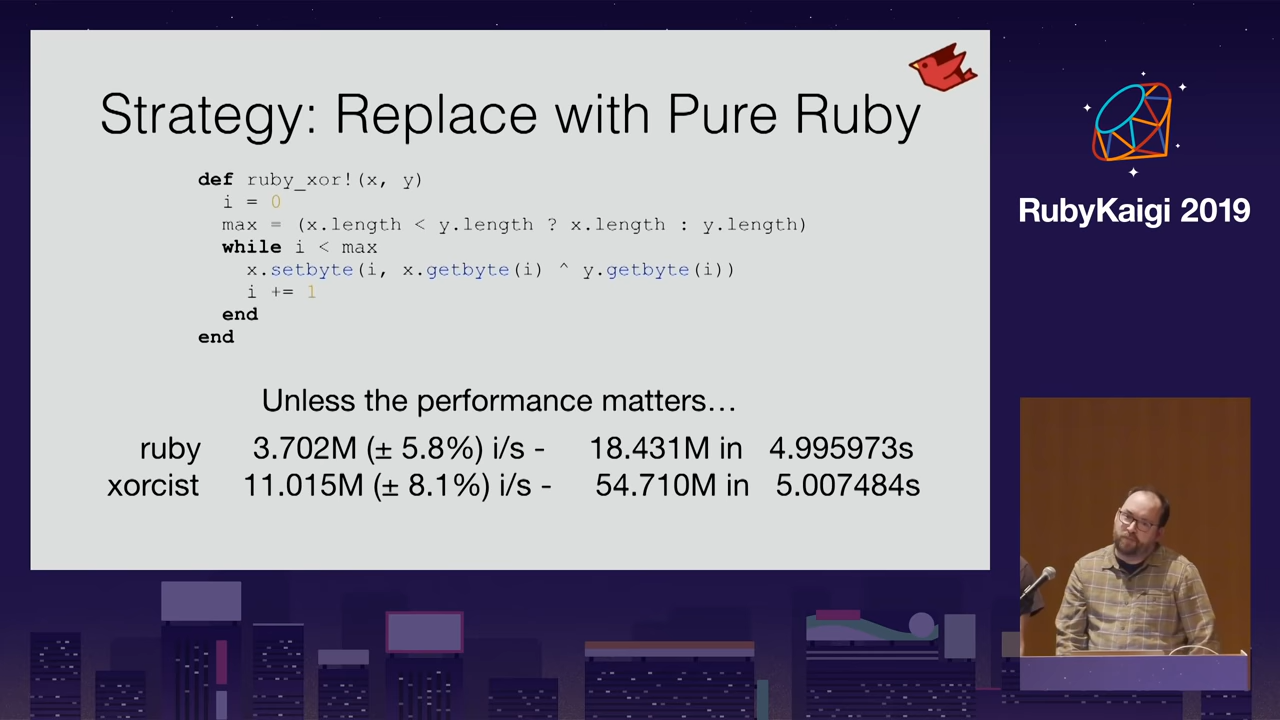 Strategy: Replace with Pure Ruby
def ruby_xor!(x, y)
i = 0
max = (x.length < y.length ? x.length : y.length)
while i < max
x.setbyte(i, x.getbyte(i) ^ y.getbyte(i))
i += 1
end
end
Unless the performance matters…
ruby 3.702M (± 5.8%) i/s - 18.431M in 4.995973s
xorcist 11.015M (± 8.1%) i/s - 54.710M in 5.007484s
RubyKaigi 2019